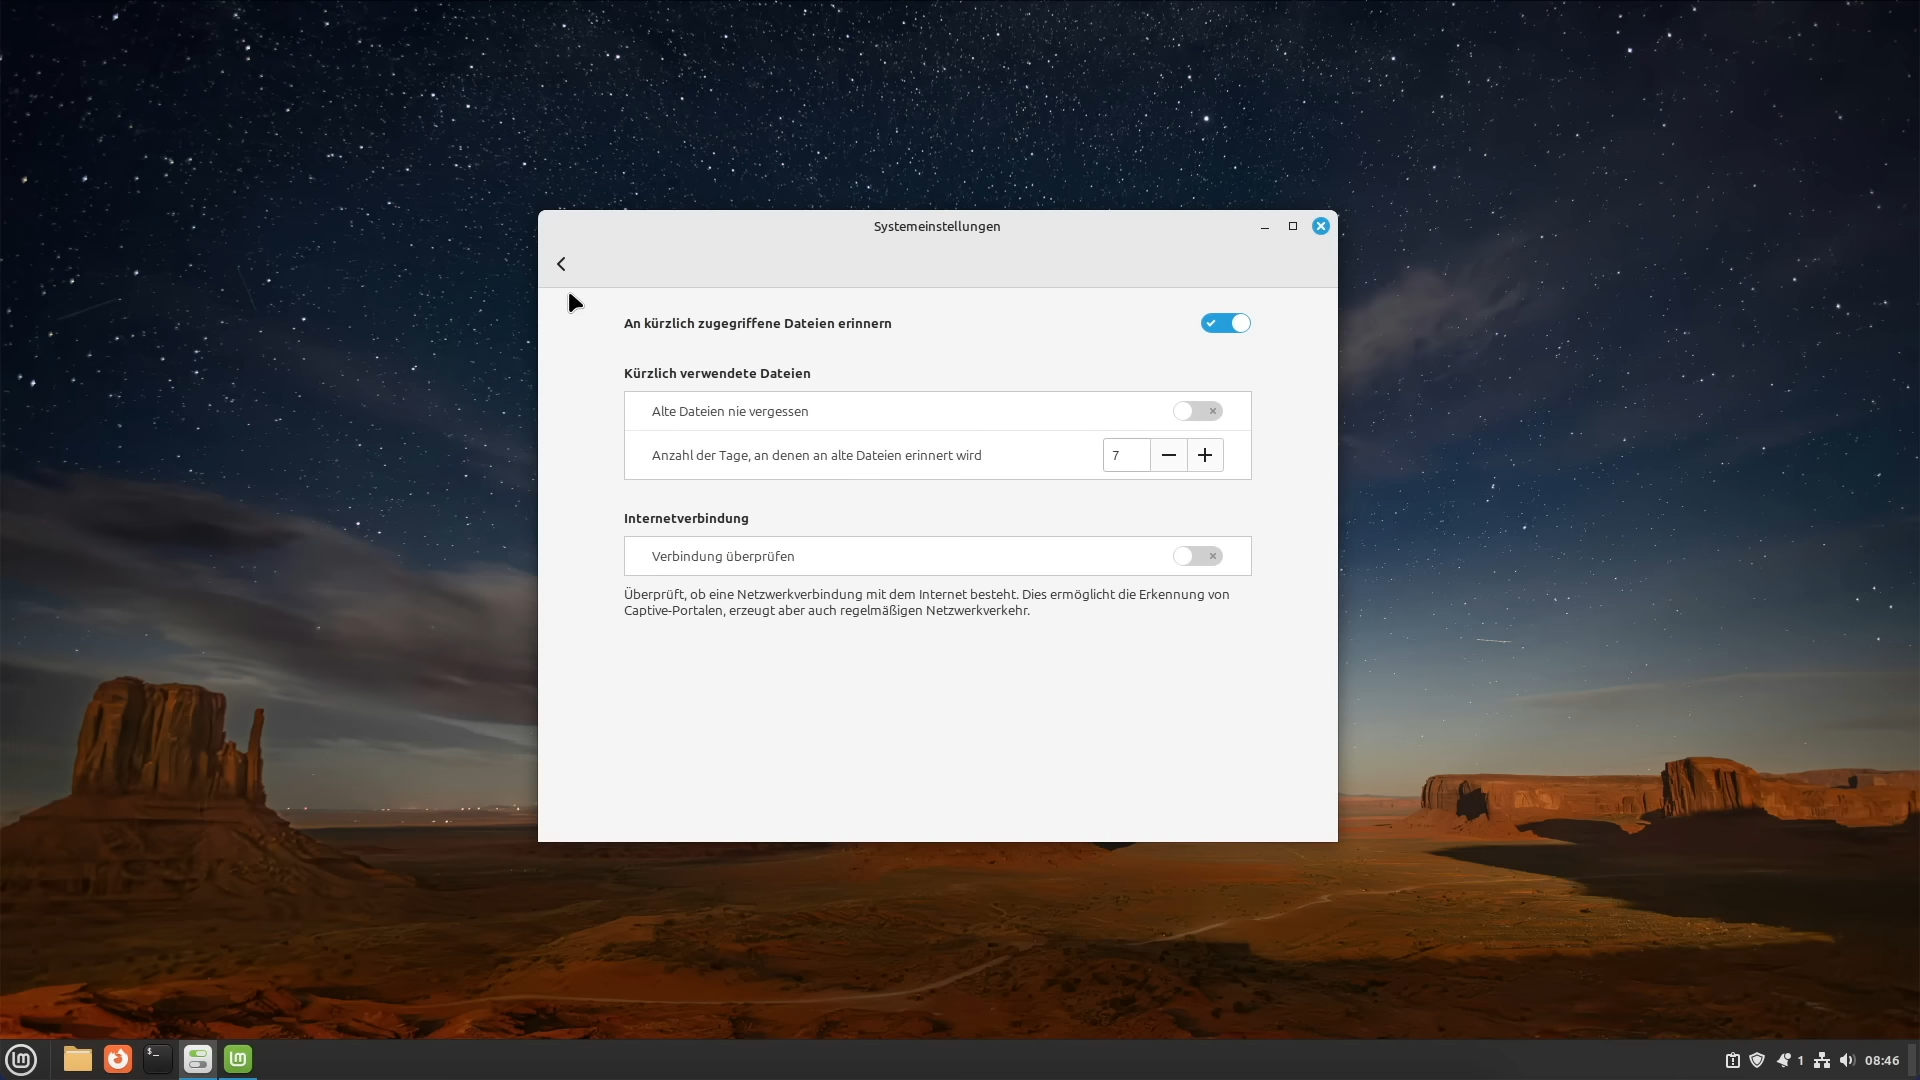 Systemeinstellungen
An kürzlich zugegriffene Dateien erinnern
Kürzlich verwendete Dateien
Alte Dateien nie vergessen
Anzahl der Tage, an denen an alte Dateien erinnert wird
7
Internetverbindung
Verbindung überprüfen
Überprüft, ob eine Netzwerkverbindung mit dem Internet besteht. Dies ermöglicht die Erkennung von
Captive-Portalen, erzeugt aber auch regelmäßigen Netzwerkverkehr.
1
08:46